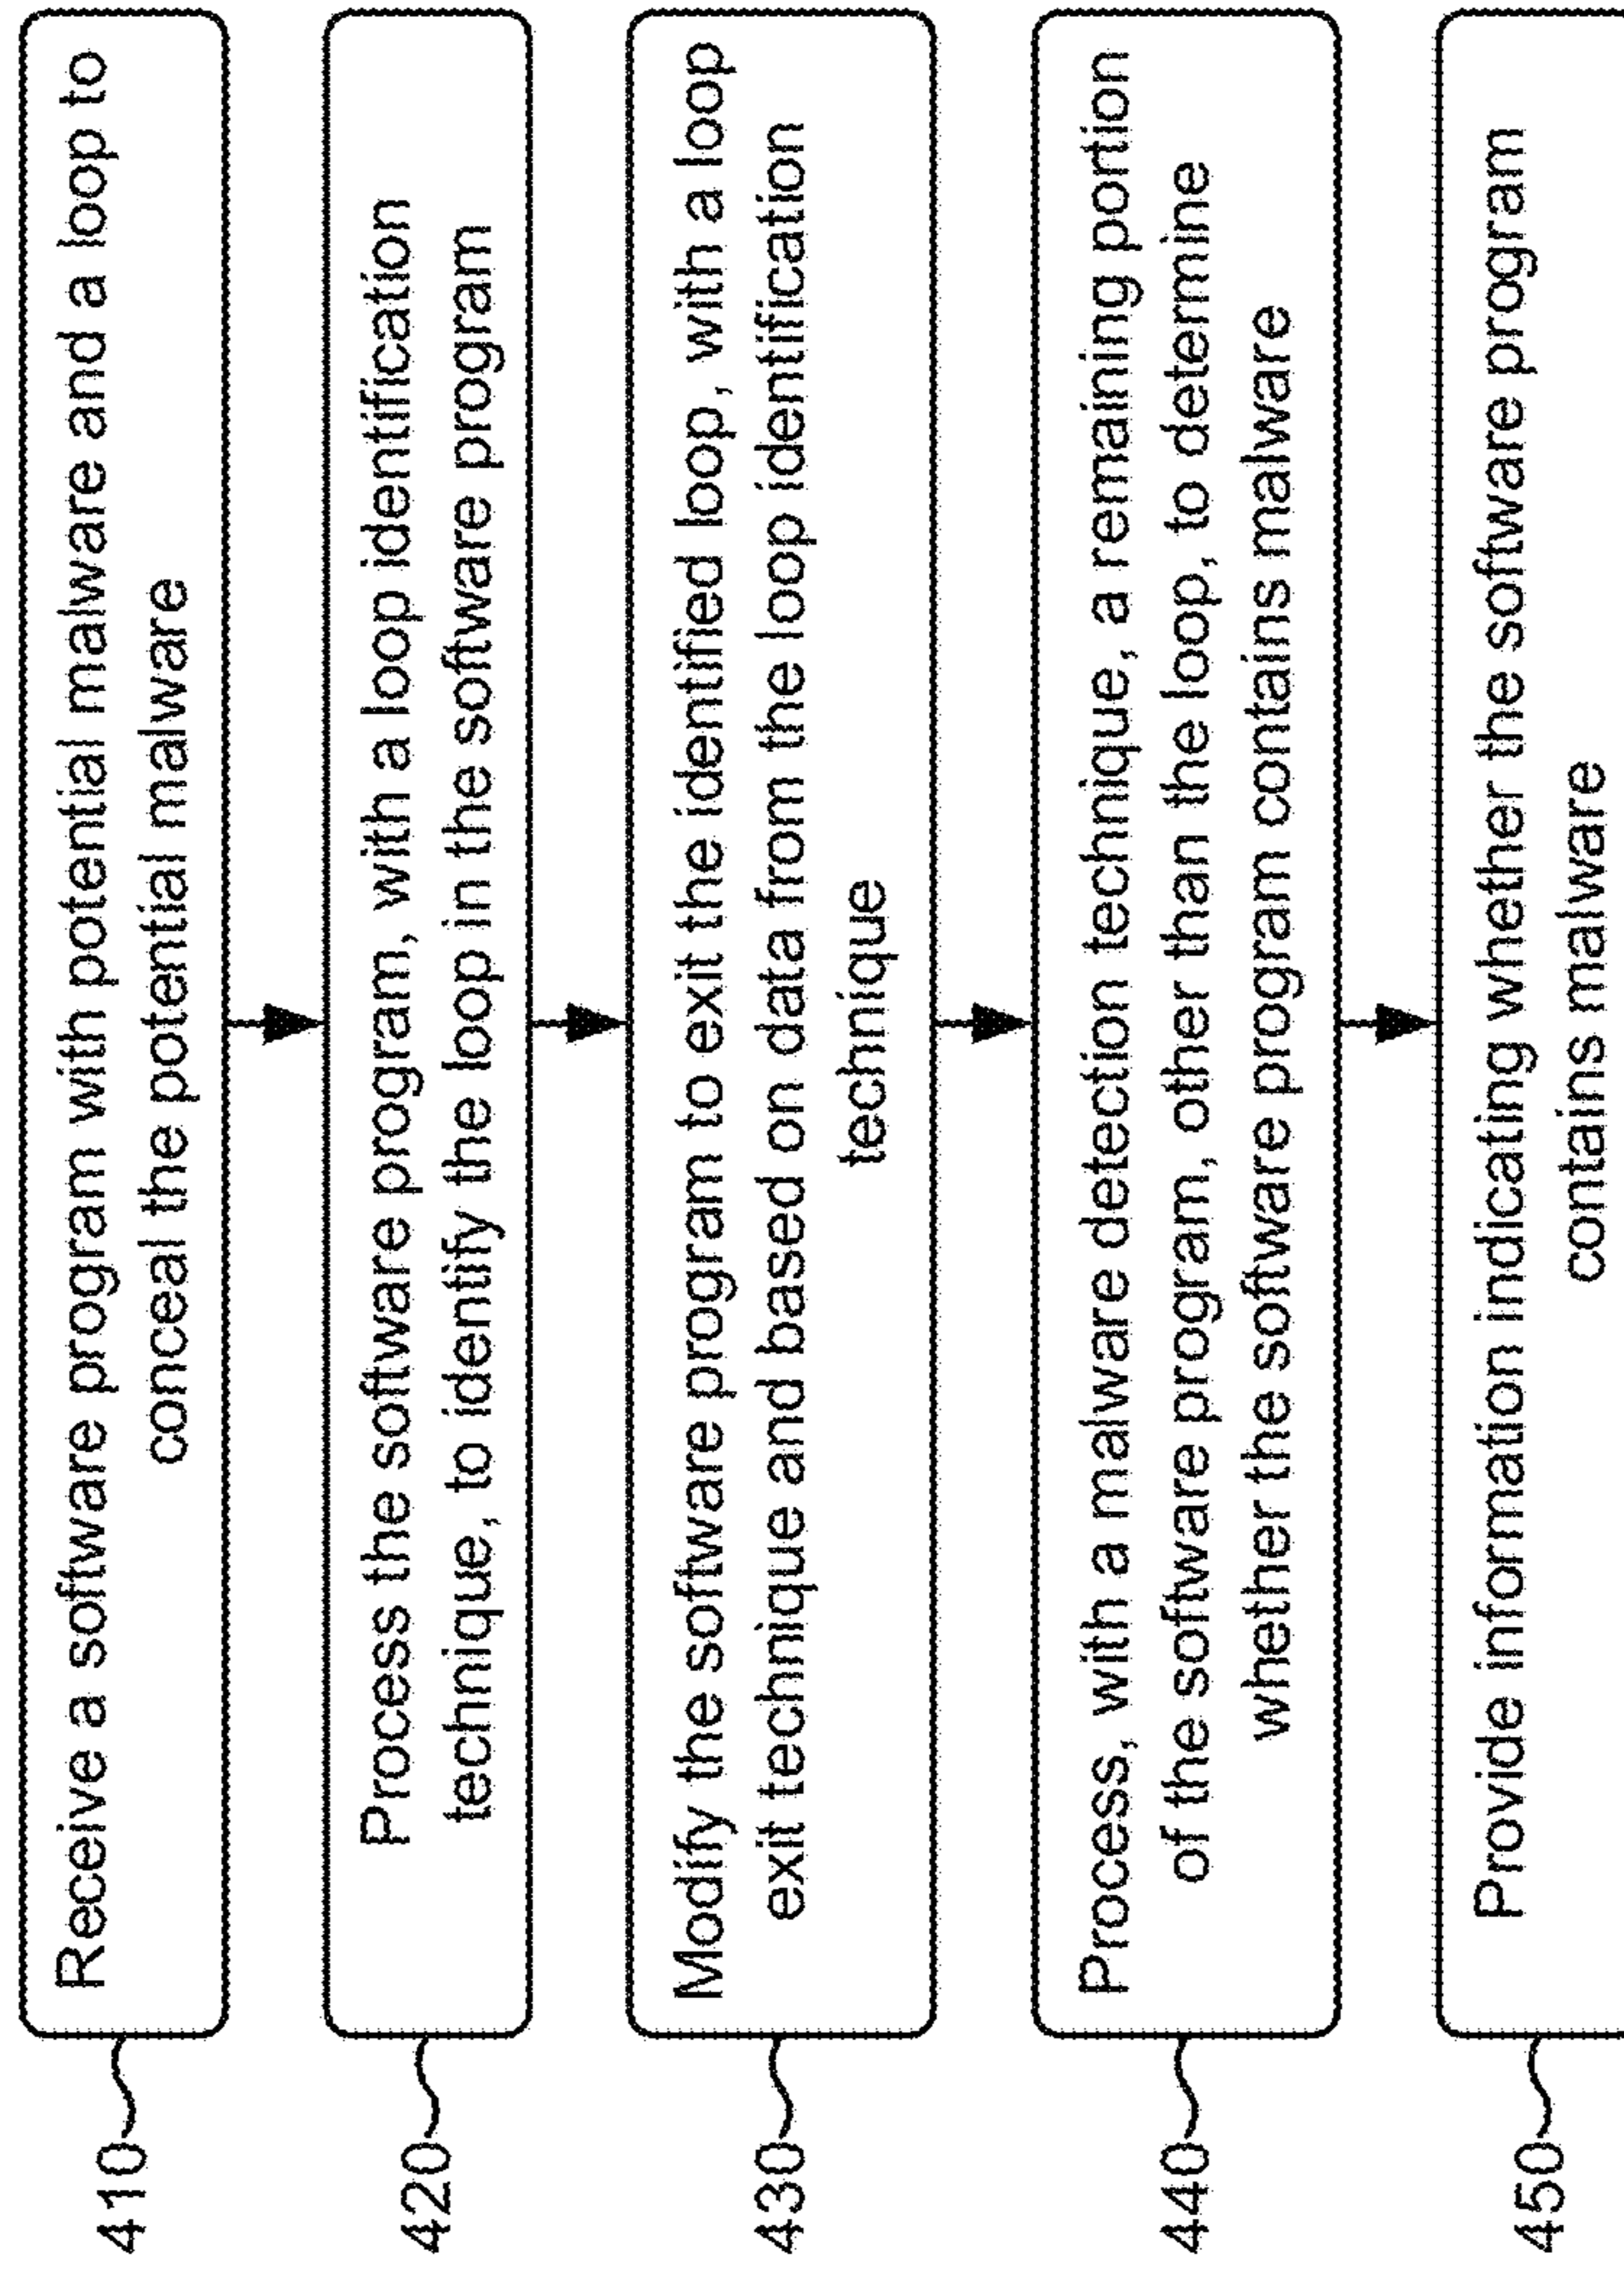 410
Receive a software program with potential malware and a loop to
conceal the potential malware
420
Process the software program, with a loop identification
technique, to identify the loop in the software program
430
Modify the software program to exit the identified loop, with a loop
exit technique and based on data from the loop identification
technique
440
Process, with a malware detection technique, a remaining portion
of the software program, other than the loop, to determine
whether the software program contains malware
450
Provide information indicating whether the software program
contains malware